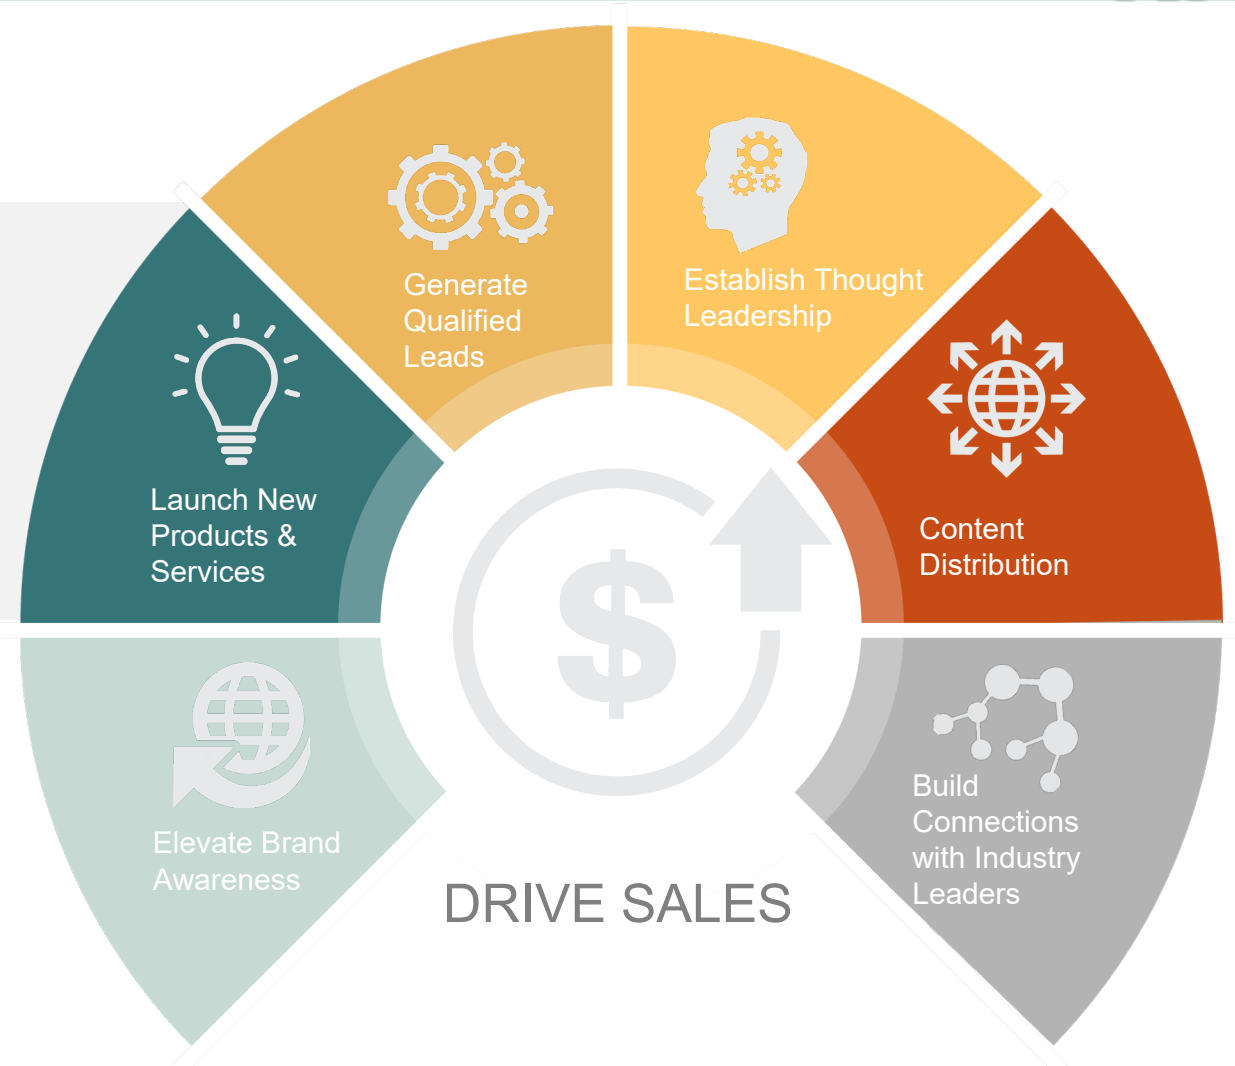 Generate
Qualified
Leads
Establish Thought
Leadership
Launch New
Products &
Services
Content
Distribution
$
Elevate Brand
Awareness
Build
Connections
with Industry
Leaders
DRIVE SALES